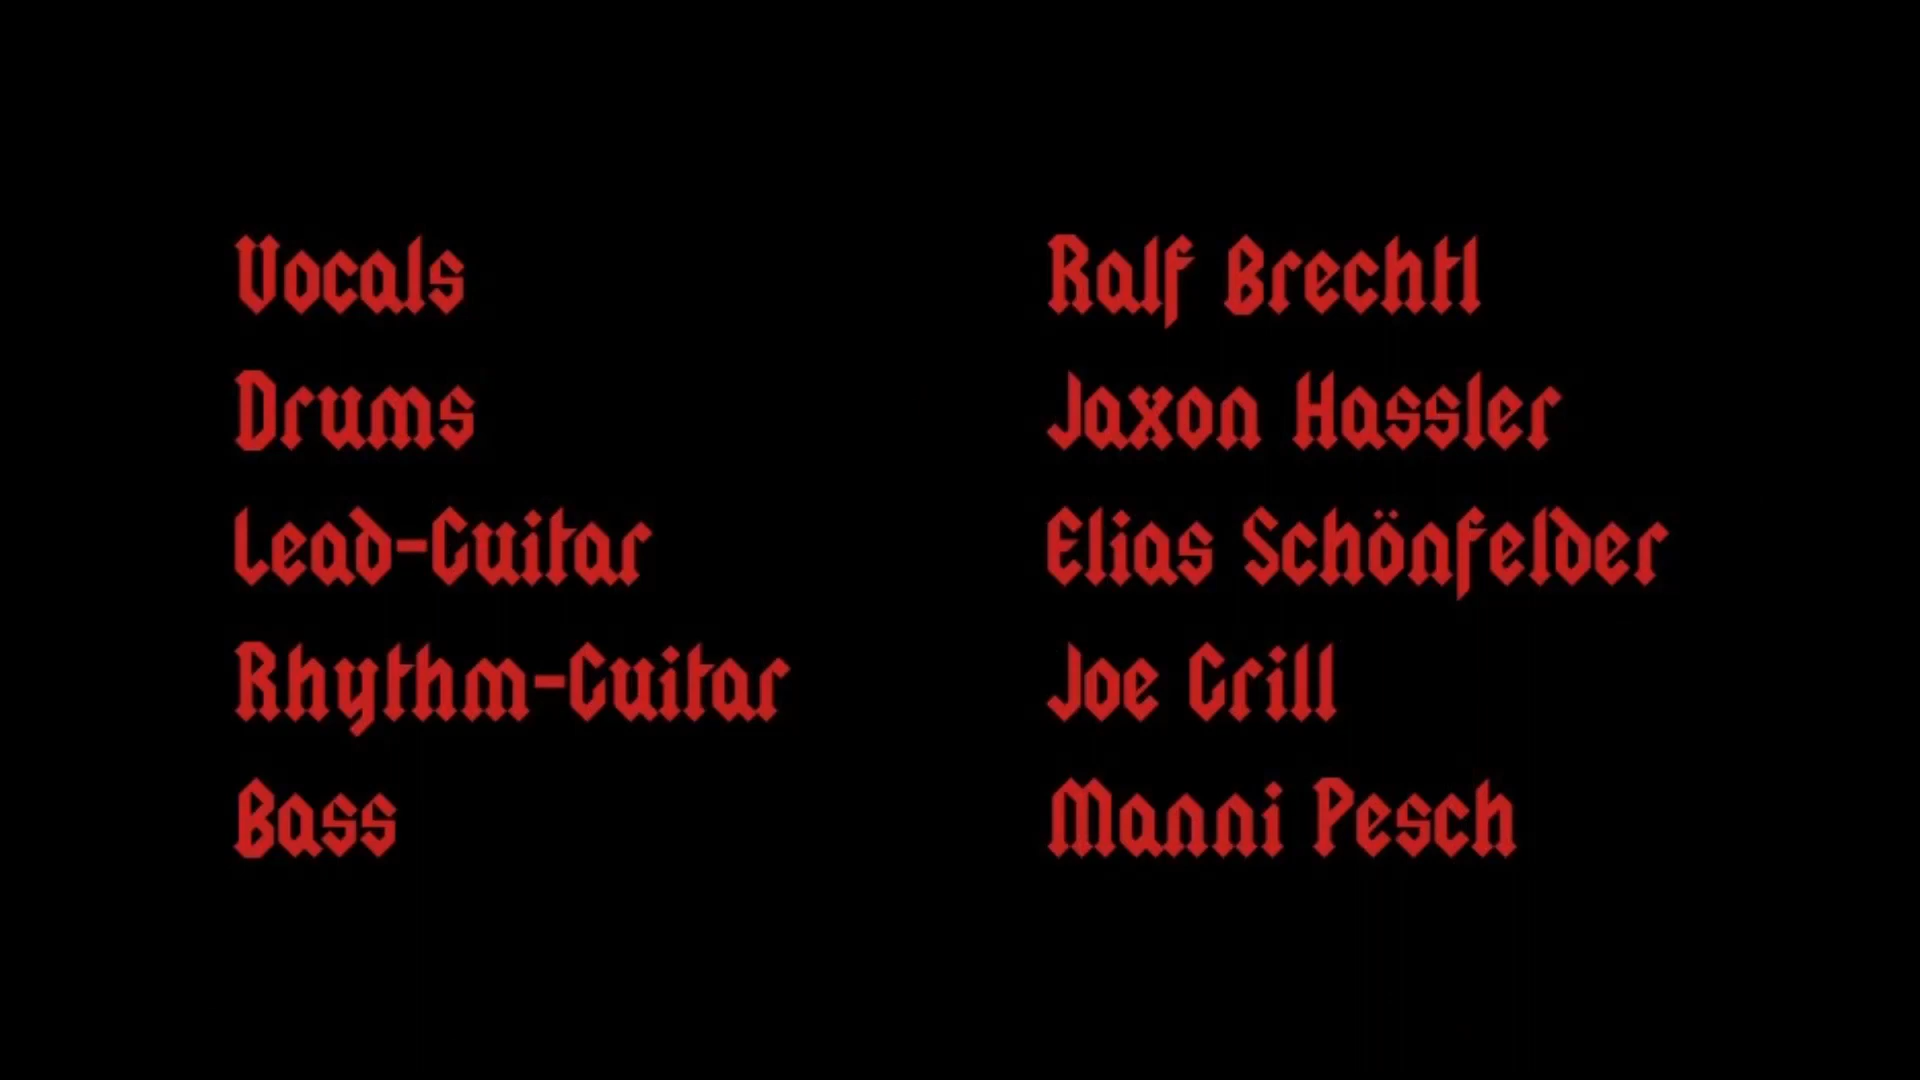 Vocals Ralf Brechtl
Drums Jaxon Hassler
Lead-Guitar Elias Schönfelder
Rhythm-Guitar Joe Grill
Bass Manni Pesch